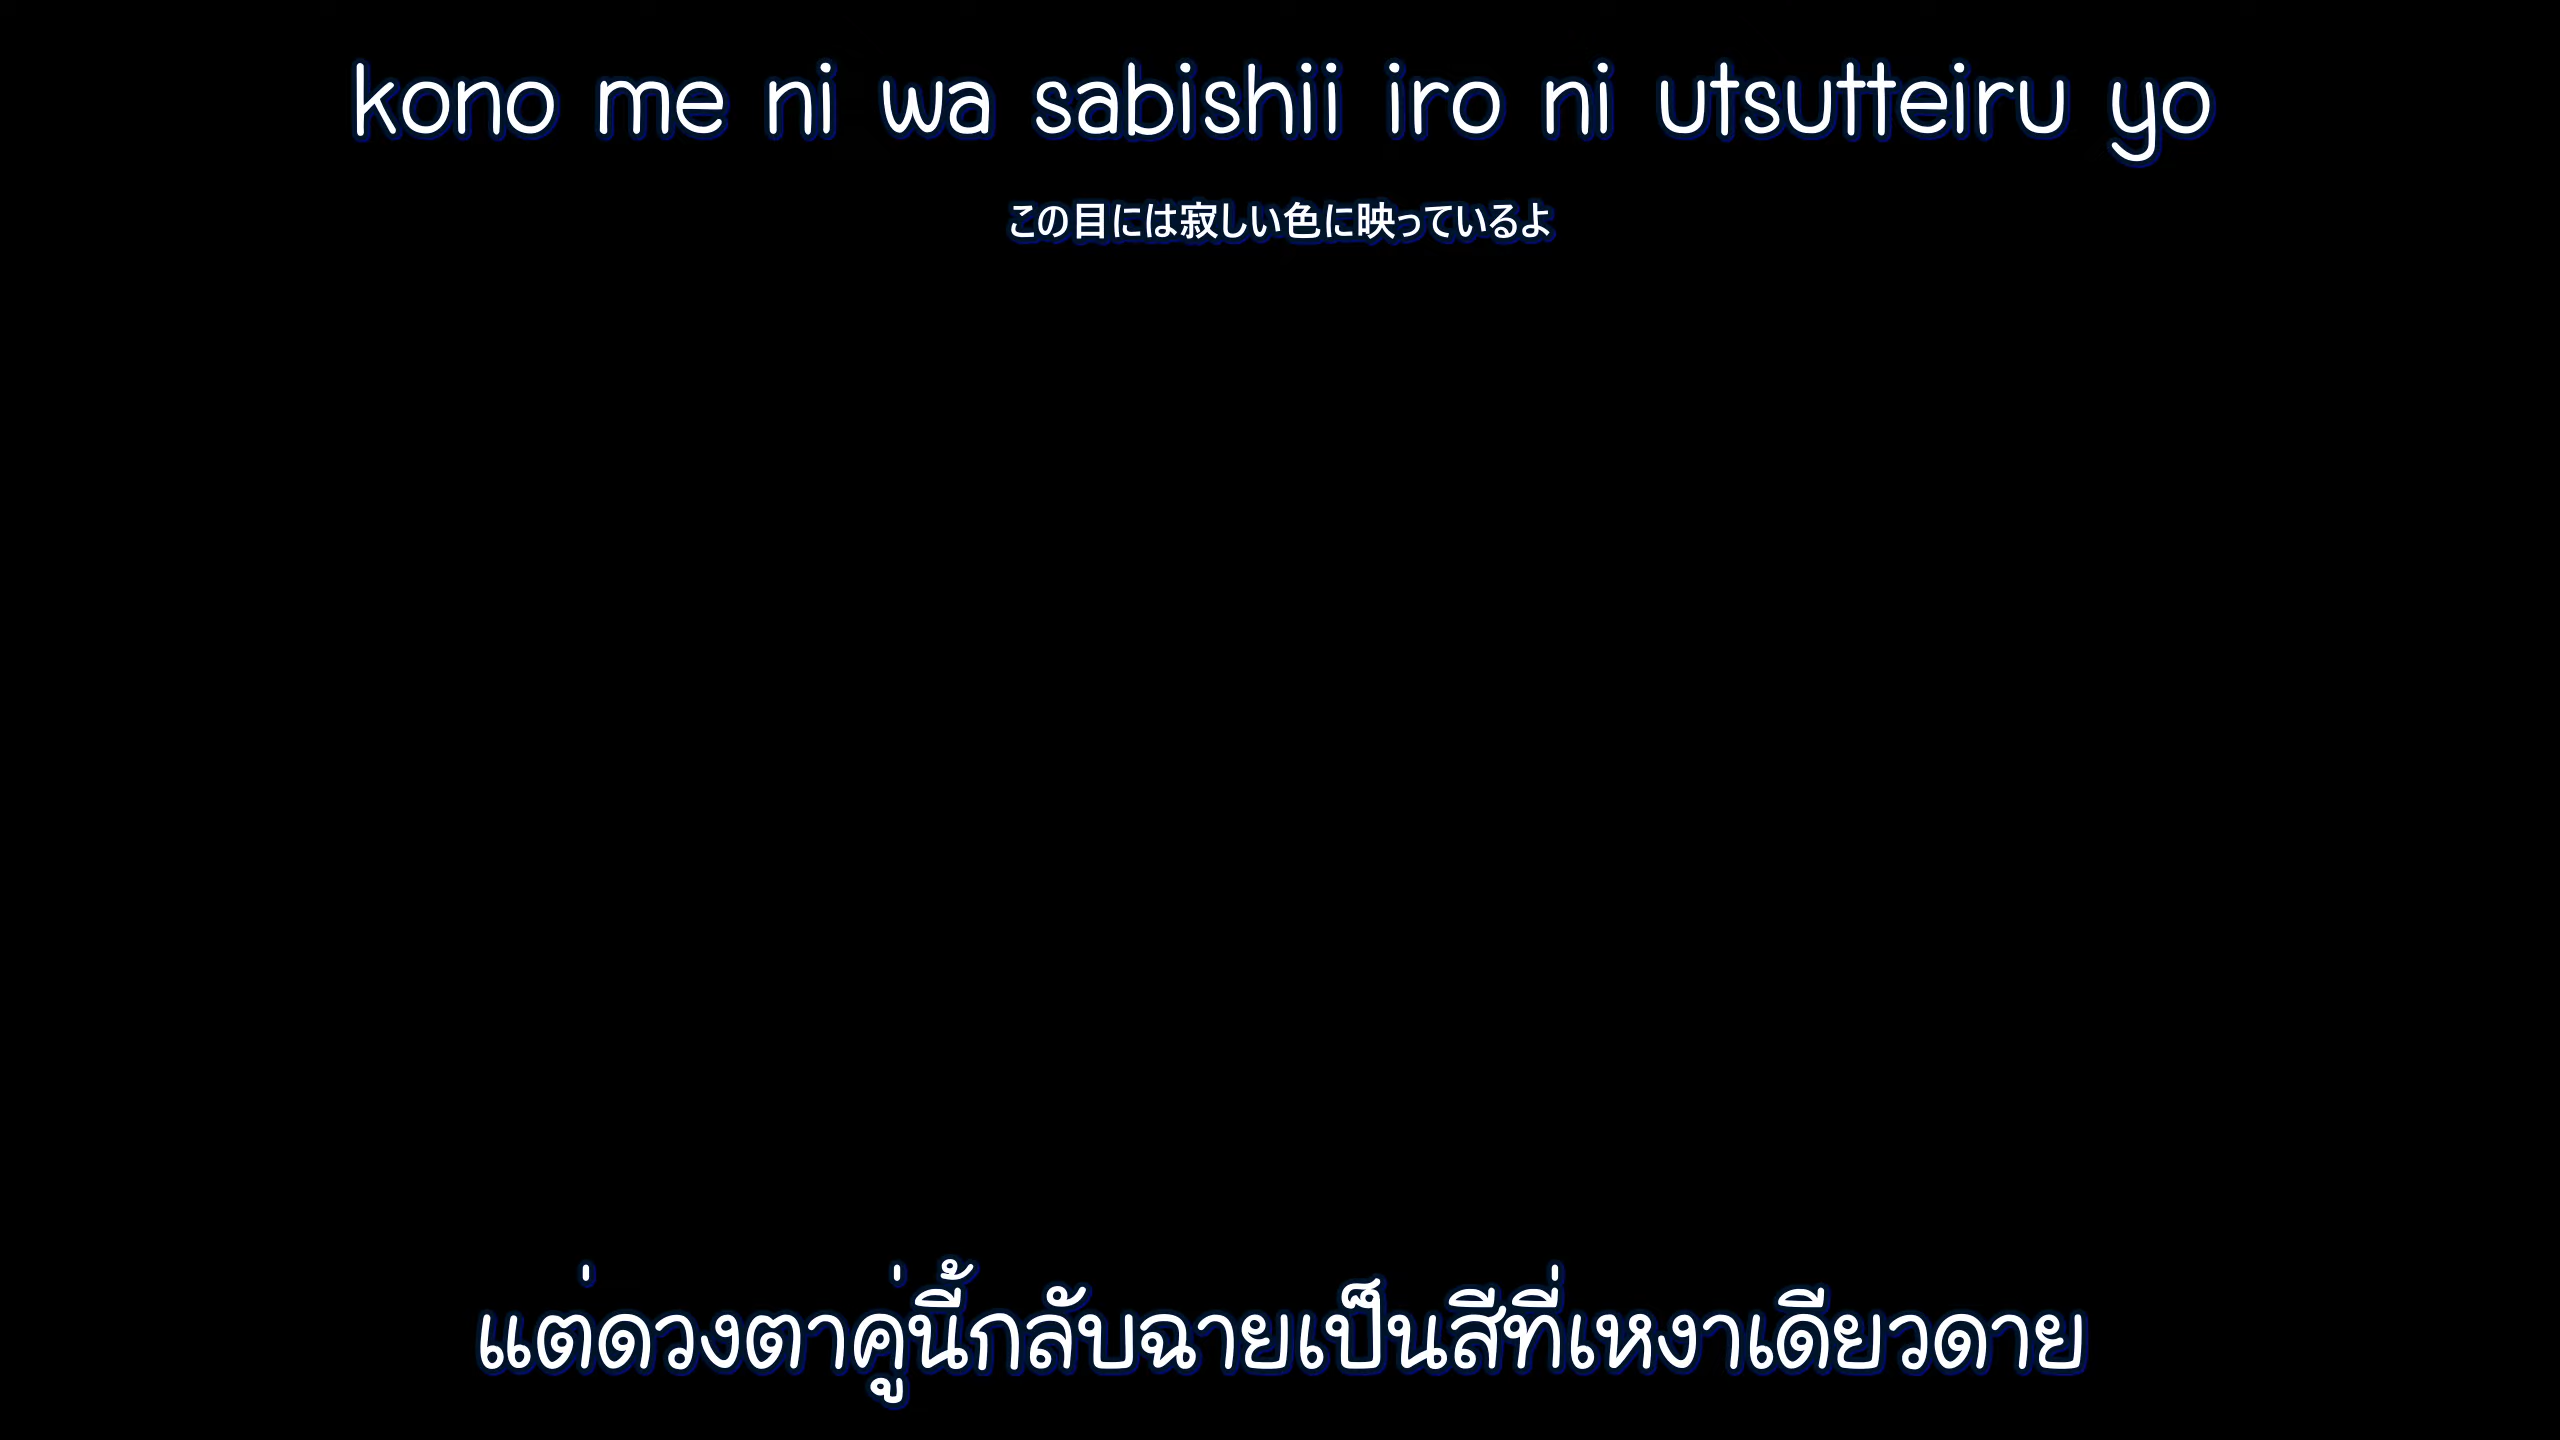 kono me ni wa sabishii iro ni utsutteiru yo
この目には寂しい色に映っているよ
แต่ดวงตาคู่นี้กลับฉายเป็นสีที่เหงาเดียวดาย